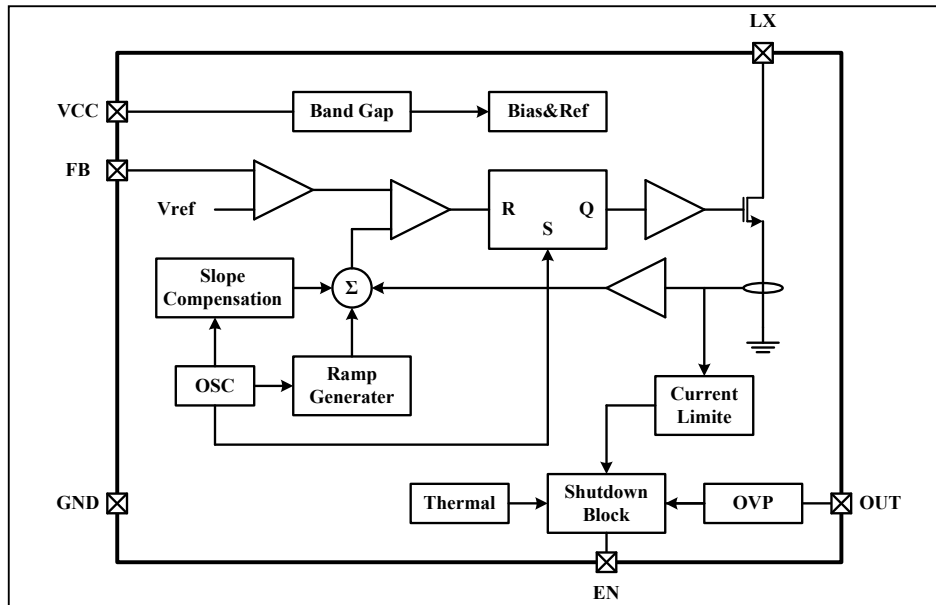 LX
VCC
Band Gap
Bias&Ref
FB
Vref
R
Q
S
Slope
Compensation
Σ
OSC
Ramp
Generater
Current
Limite
GND
Thermal
Shutdown
Block
OVP
OUT
EN